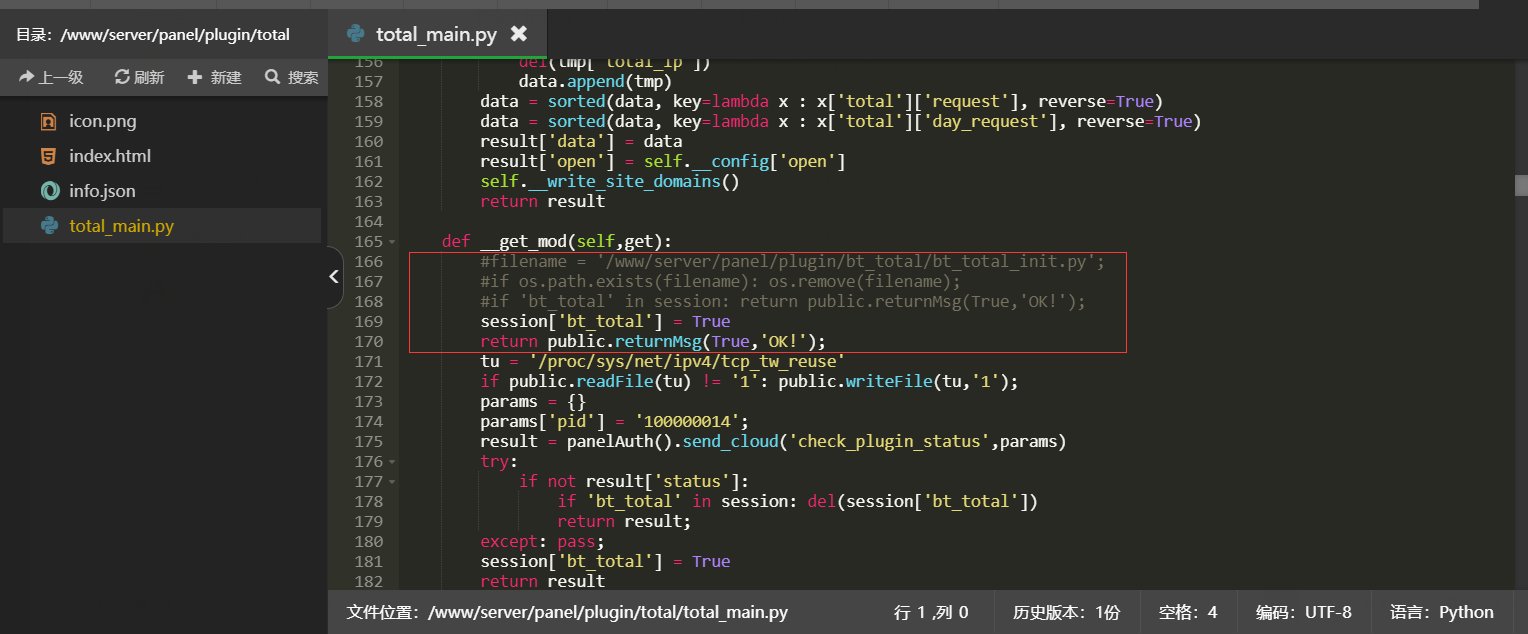 目录：/www/server/panel/plugin/total
上一级 刷新 新建 搜索
icon.png
index.html
info.json
total_main.py
total_main.py
156 del(tmp['total_ip'])
157 data.append(tmp)
158 data = sorted(data, key=lambda x : x['total']['request'], reverse=True)
159 data = sorted(data, key=lambda x : x['total']['day_request'], reverse=True)
160 result['data'] = data
161 result['open'] = self.__config['open']
162 self.__write_site_domains()
163 return result
164
165 def __get_mod(self,get):
166 #filename = '/www/server/panel/plugin/bt_total/bt_total_init.py';
167 #if os.path.exists(filename): os.remove(filename);
168 #if 'bt_total' in session: return public.returnMsg(True,'OK!');
169 session['bt_total'] = True
170 return public.returnMsg(True,'OK!');
171 tu = '/proc/sys/net/ipv4/tcp_tw_reuse'
172 if public.readFile(tu) != '1': public.writeFile(tu,'1');
173 params = {}
174 params['pid'] = '100000014';
175 result = panelAuth().send_cloud('check_plugin_status',params)
176 try:
177 if not result['status']:
178 if 'bt_total' in session: del(session['bt_total'])
179 return result;
180 except: pass;
181 session['bt_total'] = True
182 return result
文件位置：/www/server/panel/plugin/total/total_main.py 行 1 ,列 0 历史版本：1份 空格：4 编码：UTF-8 语言：Python